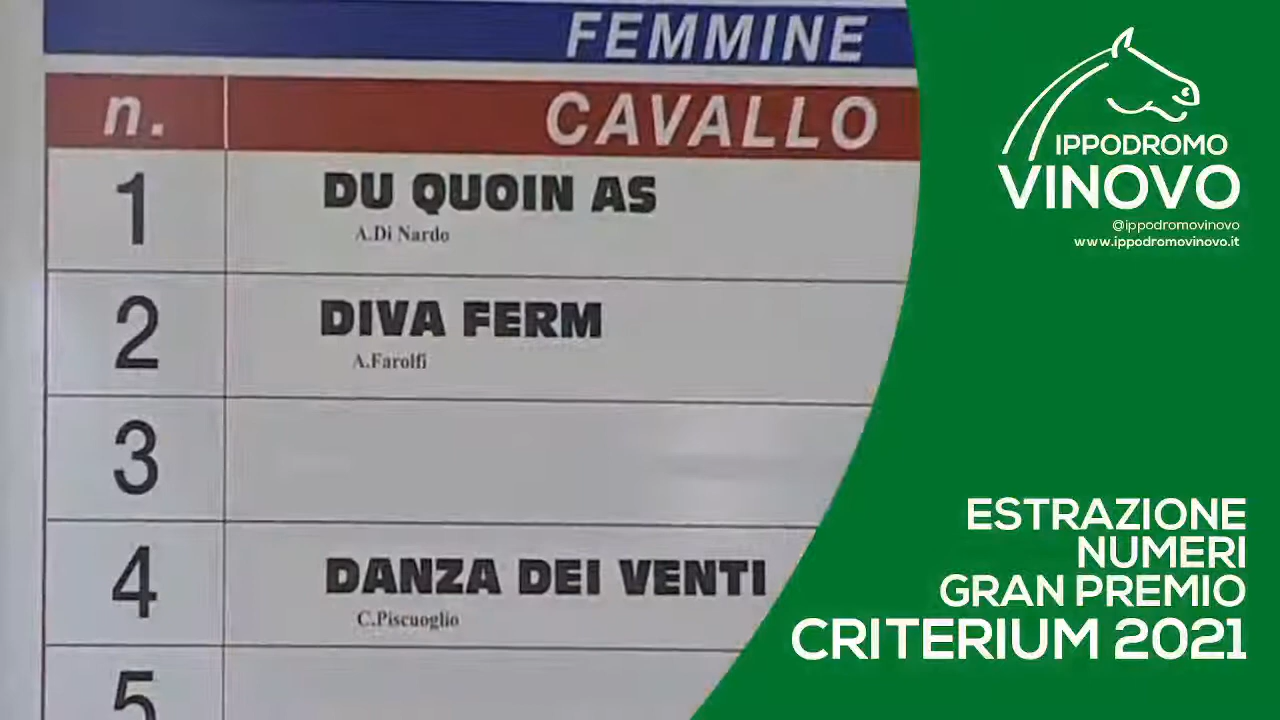 FEMMINE
n. CAVALLO
1 DU QUOIN AS
A.Di Nardo
2 DIVA FERM
A.Farolfi
3
4 DANZA DEI VENTI
C.Piscuoglio
5
IPPODROMO
VINOVO
@ippodromovinovo
www.ippodromovinovo.it
ESTRAZIONE
NUMERI
GRAN PREMIO
CRITERIUM 2021